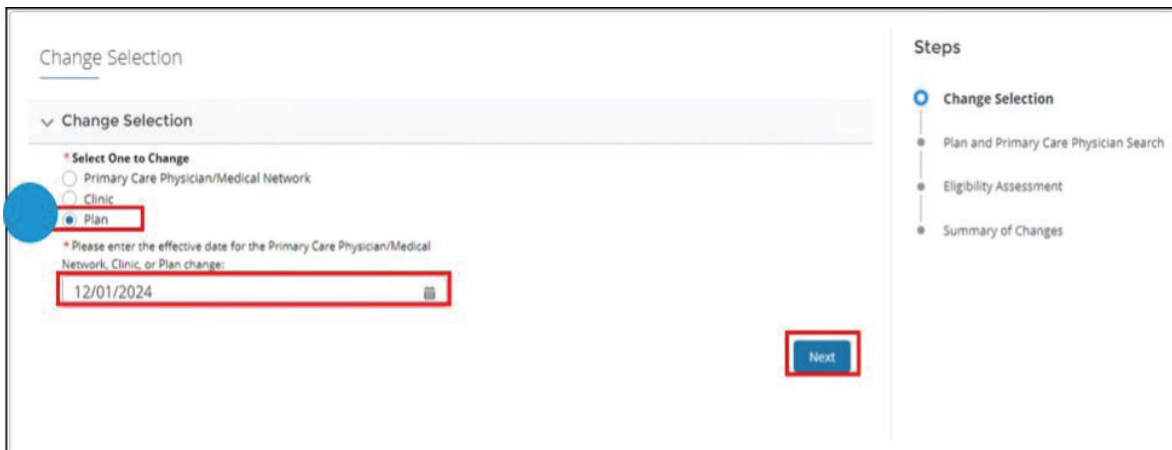 Change Selection
Change Selection
* Select One to Change
Primary Care Physician/Medical Network
Clinic
Plan
* Please enter the effective date for the Primary Care Physician/Medical
Network, Clinic, or Plan change:
12/01/2024
Next
Steps
Change Selection
Plan and Primary Care Physician Search
Eligibility Assessment
Summary of Changes